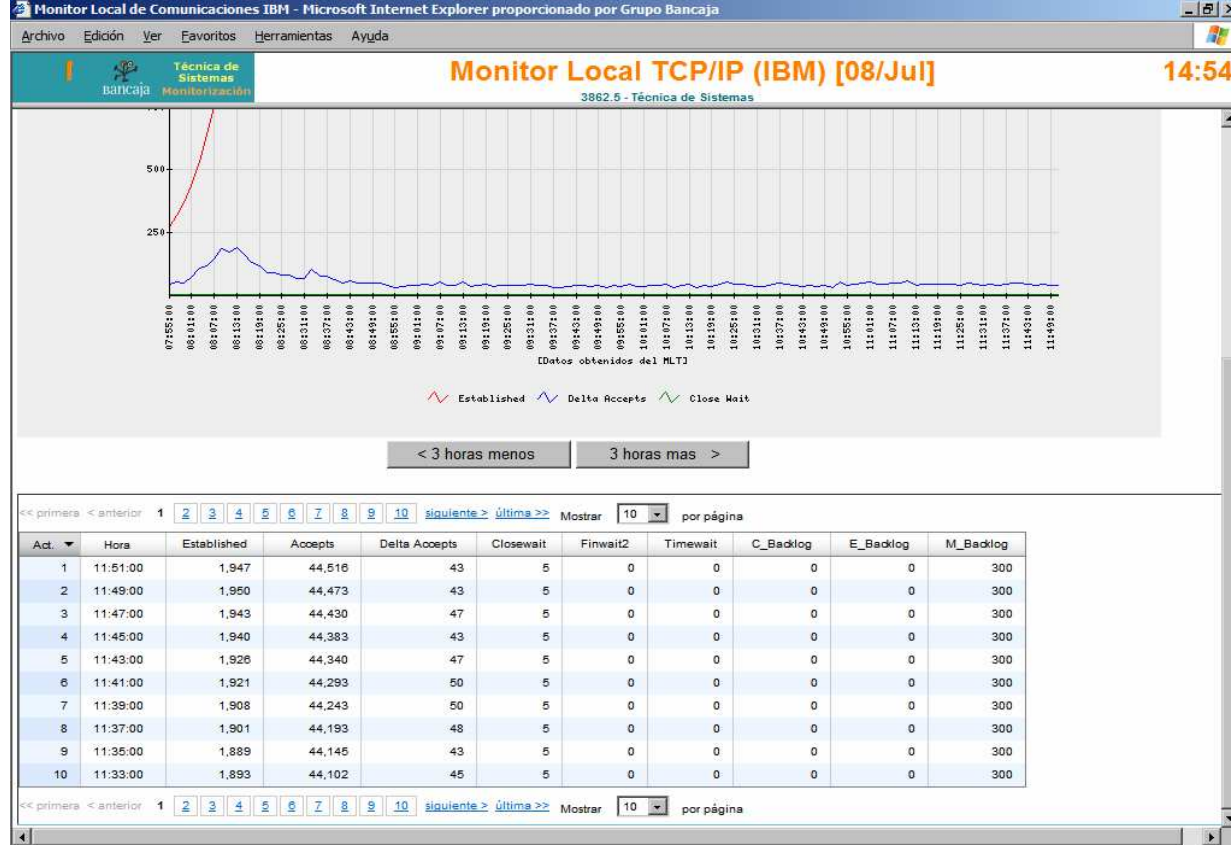 Monitor Local de Comunicaciones IBM - Microsoft Internet Explorer proporcionado por Grupo Bancaja
Archivo Edición Ver Favoritos Herramientas Ayuda
Bancaja
Técnica de
Sistemas
Monitorización
Monitor Local TCP/IP (IBM) [08/Jul]
3862.5 - Técnica de Sistemas
14:54
500
250
07:55:00 08:01:00 08:07:00 08:13:00 08:19:00 08:25:00 08:31:00 08:37:00 08:43:00 08:49:00 08:55:00 09:01:00 09:07:00 09:13:00 09:19:00 09:25:00 09:31:00 09:37:00 09:43:00 09:49:00 09:55:00 10:01:00 10:07:00 10:13:00 10:19:00 10:25:00 10:31:00 10:37:00 10:43:00 10:49:00 10:55:00 11:01:00 11:07:00 11:13:00 11:19:00 11:25:00 11:31:00 11:37:00 11:43:00 11:49:00
[Datos obtenidos del MLT]
Established Delta Accepts Close Wait
< 3 horas menos 3 horas mas >
<< primera < anterior 1 2 3 4 5 6 7 8 9 10 siguiente > última >> Mostrar 10 por página
Act. Hora Established Accepts Delta Accepts Closewait Finwait2 Timewait C_Backlog E_Backlog M_Backlog
1 11:51:00 1,947 44,516 43 5 0 0 0 0 300
2 11:49:00 1,950 44,473 43 5 0 0 0 0 300
3 11:47:00 1,943 44,430 47 5 0 0 0 0 300
4 11:45:00 1,940 44,383 43 5 0 0 0 0 300
5 11:43:00 1,926 44,340 47 5 0 0 0 0 300
6 11:41:00 1,921 44,293 50 5 0 0 0 0 300
7 11:39:00 1,908 44,243 50 5 0 0 0 0 300
8 11:37:00 1,901 44,193 48 5 0 0 0 0 300
9 11:35:00 1,889 44,145 43 5 0 0 0 0 300
10 11:33:00 1,893 44,102 45 5 0 0 0 0 300
<< primera < anterior 1 2 3 4 5 6 7 8 9 10 siguiente > última >> Mostrar 10 por página